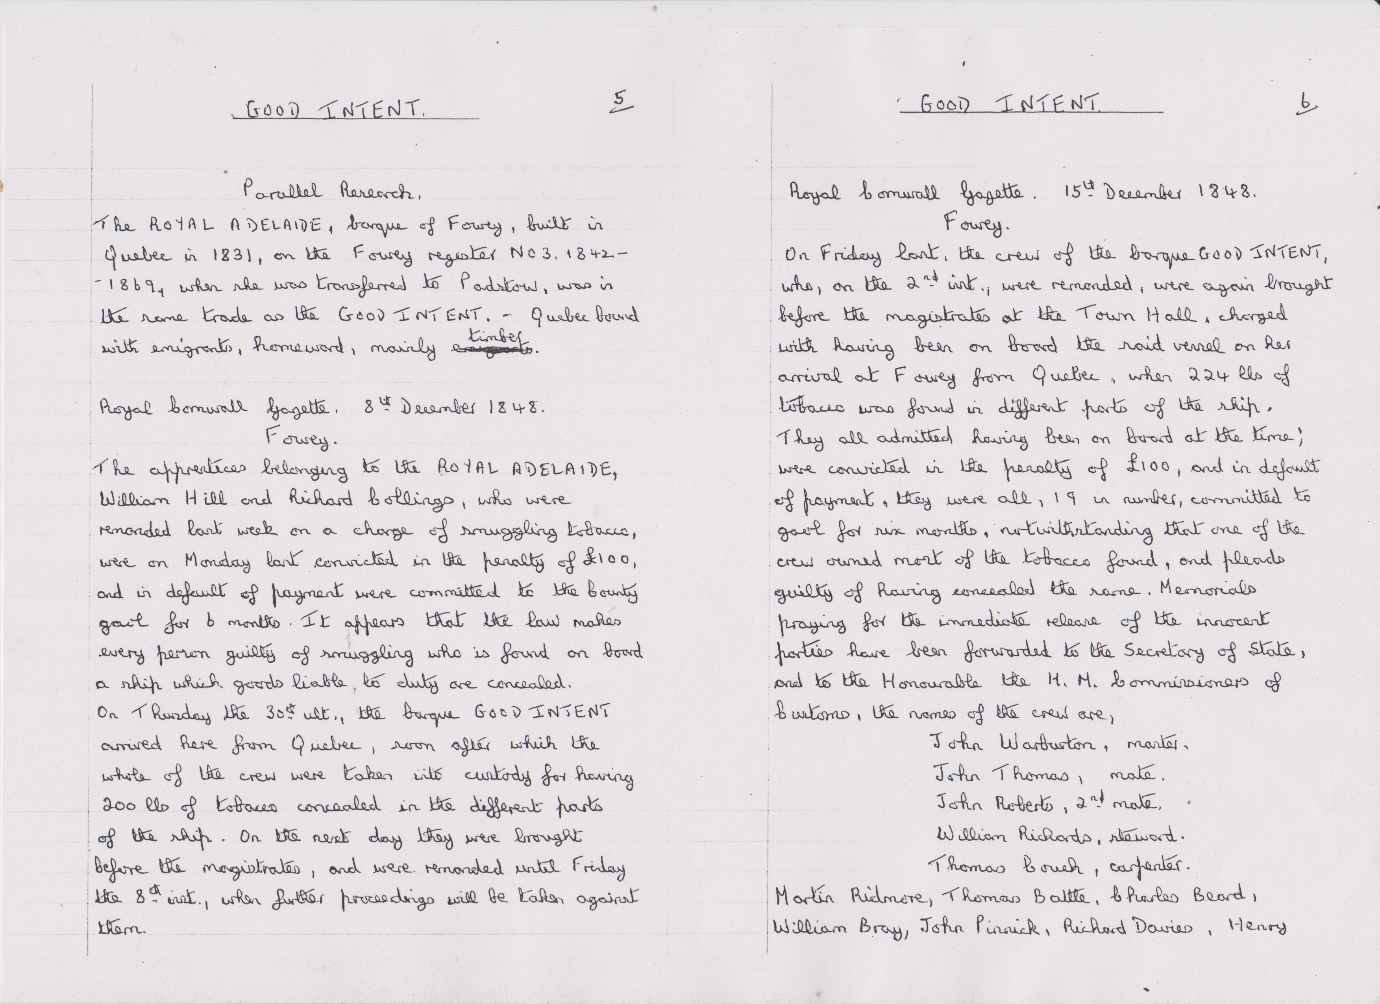 GOOD INTENT. 5
Parallel Research.
The ROYAL ADELAIDE, barque of Fowey, built in
Quebec in 1831, on the Fowey register No 3. 1842-
-1869, when she was transferred to Padstow, was in
the same trade as the GOOD INTENT. - Quebec bound
timber
with emigrants, homeward, mainly emigrants.
Royal Cornwall Gazette. 8th December 1848.
Fowey.
The apprentices belonging to the ROYAL ADELAIDE,
William Hill and Richard Collings, who were
remanded last week on a charge of smuggling tobacco,
were on Monday last convicted in the penalty of £100,
and in default of payment were committed to the County
gaol for 6 months. It appears that the law makes
every person guilty of smuggling who is found on board
a ship which goods liable to duty are concealed.
On Thursday the 30th ult., the barque GOOD INTENT
arrived here from Quebec, soon after which the
whole of the crew were taken into custody for having
200 lbs of tobacco concealed in the different parts
of the ship. On the next day they were brought
before the magistrates, and were remanded until Friday
the 8th inst., when further proceedings will be taken against
them.
GOOD INTENT. 6
Royal Cornwall Gazette. 15th December 1848.
Fowey.
On Friday last, the crew of the barque GOOD INTENT,
who, on the 2nd inst., were remanded, were again brought
before the magistrates at the Town Hall, charged
with having been on board the said vessel on her
arrival at Fowey from Quebec, when 224 lbs of
tobacco was found in different parts of the ship.
They all admitted having been on board at the time;
were convicted in the penalty of £100, and in default
of payment, they were all, 19 in number, committed to
gaol for six months, notwithstanding that one of the
crew owned most of the tobacco found, and pleads
guilty of having concealed the same. Memorials
praying for the immediate release of the innocent
parties have been forwarded to the Secretary of State,
and to the Honourable the H. M. Commissioners of
Customs, the names of the crew are,
John Warburton, master.
John Thomas, mate.
John Roberts, 2nd mate.
William Richards, steward.
Thomas Couch, carpenter.
Martin Ridmore, Thomas Battle, Charles Beard,
William Bray, John Pinnick, Richard Davies, Henry